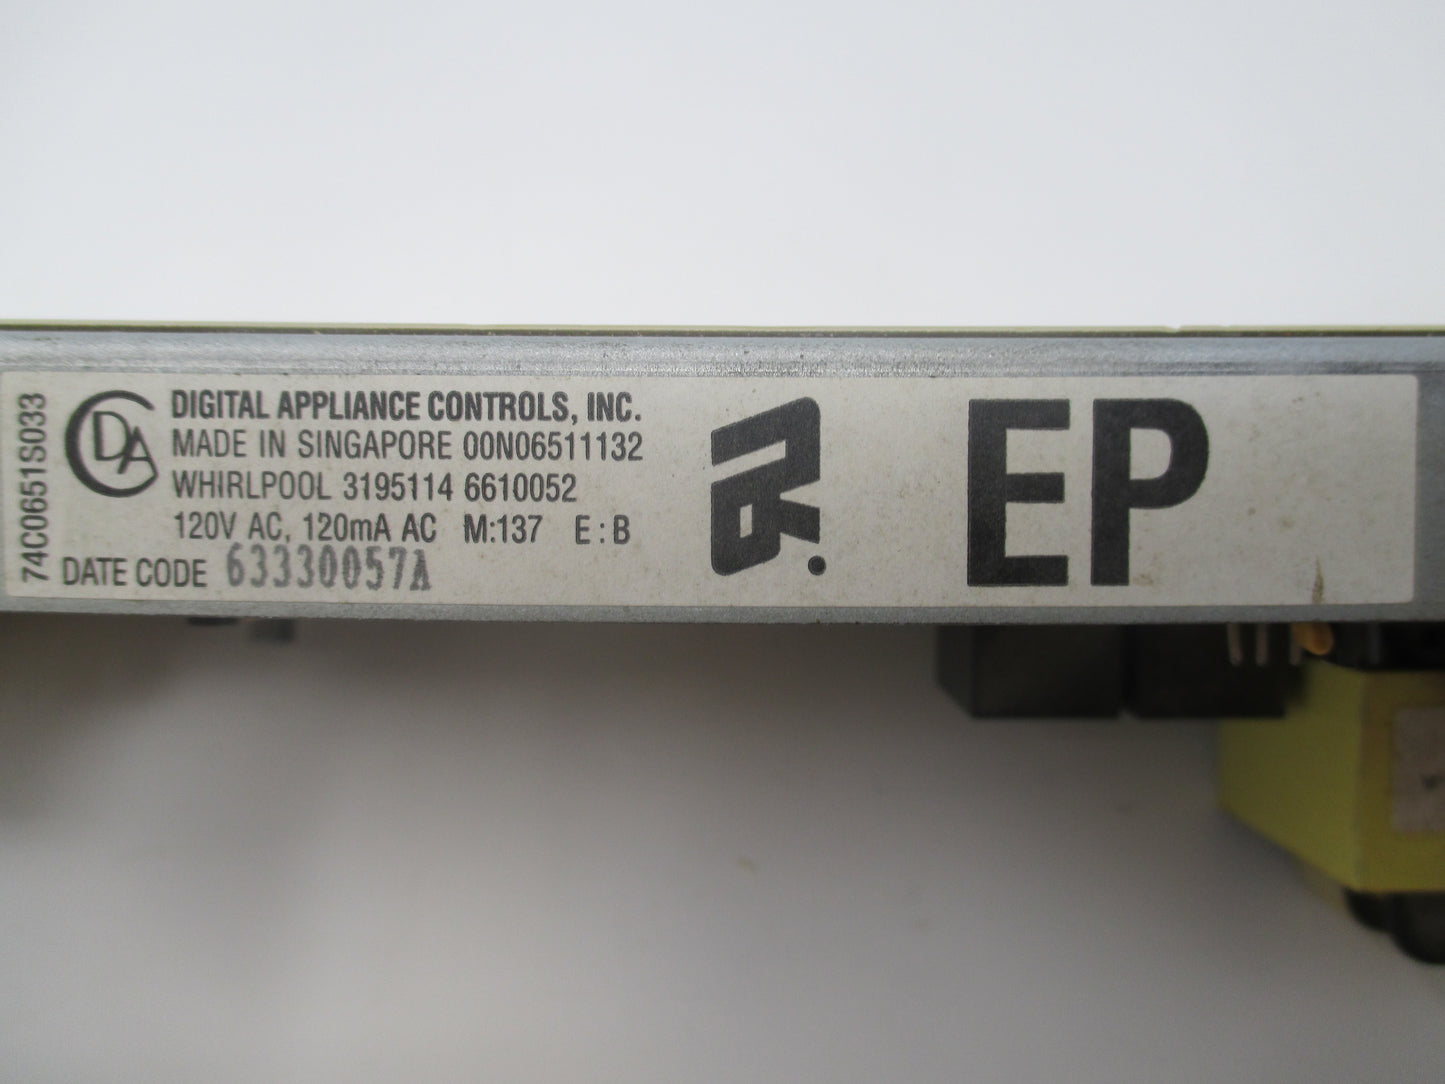 74C0651S033
CDA
DIGITAL APPLIANCE CONTROLS, INC.
MADE IN SINGAPORE 00N06511132
WHIRLPOOL 3195114 6610052
120V AC, 120mA AC M:137 E : B
DATE CODE 63330057A
EP